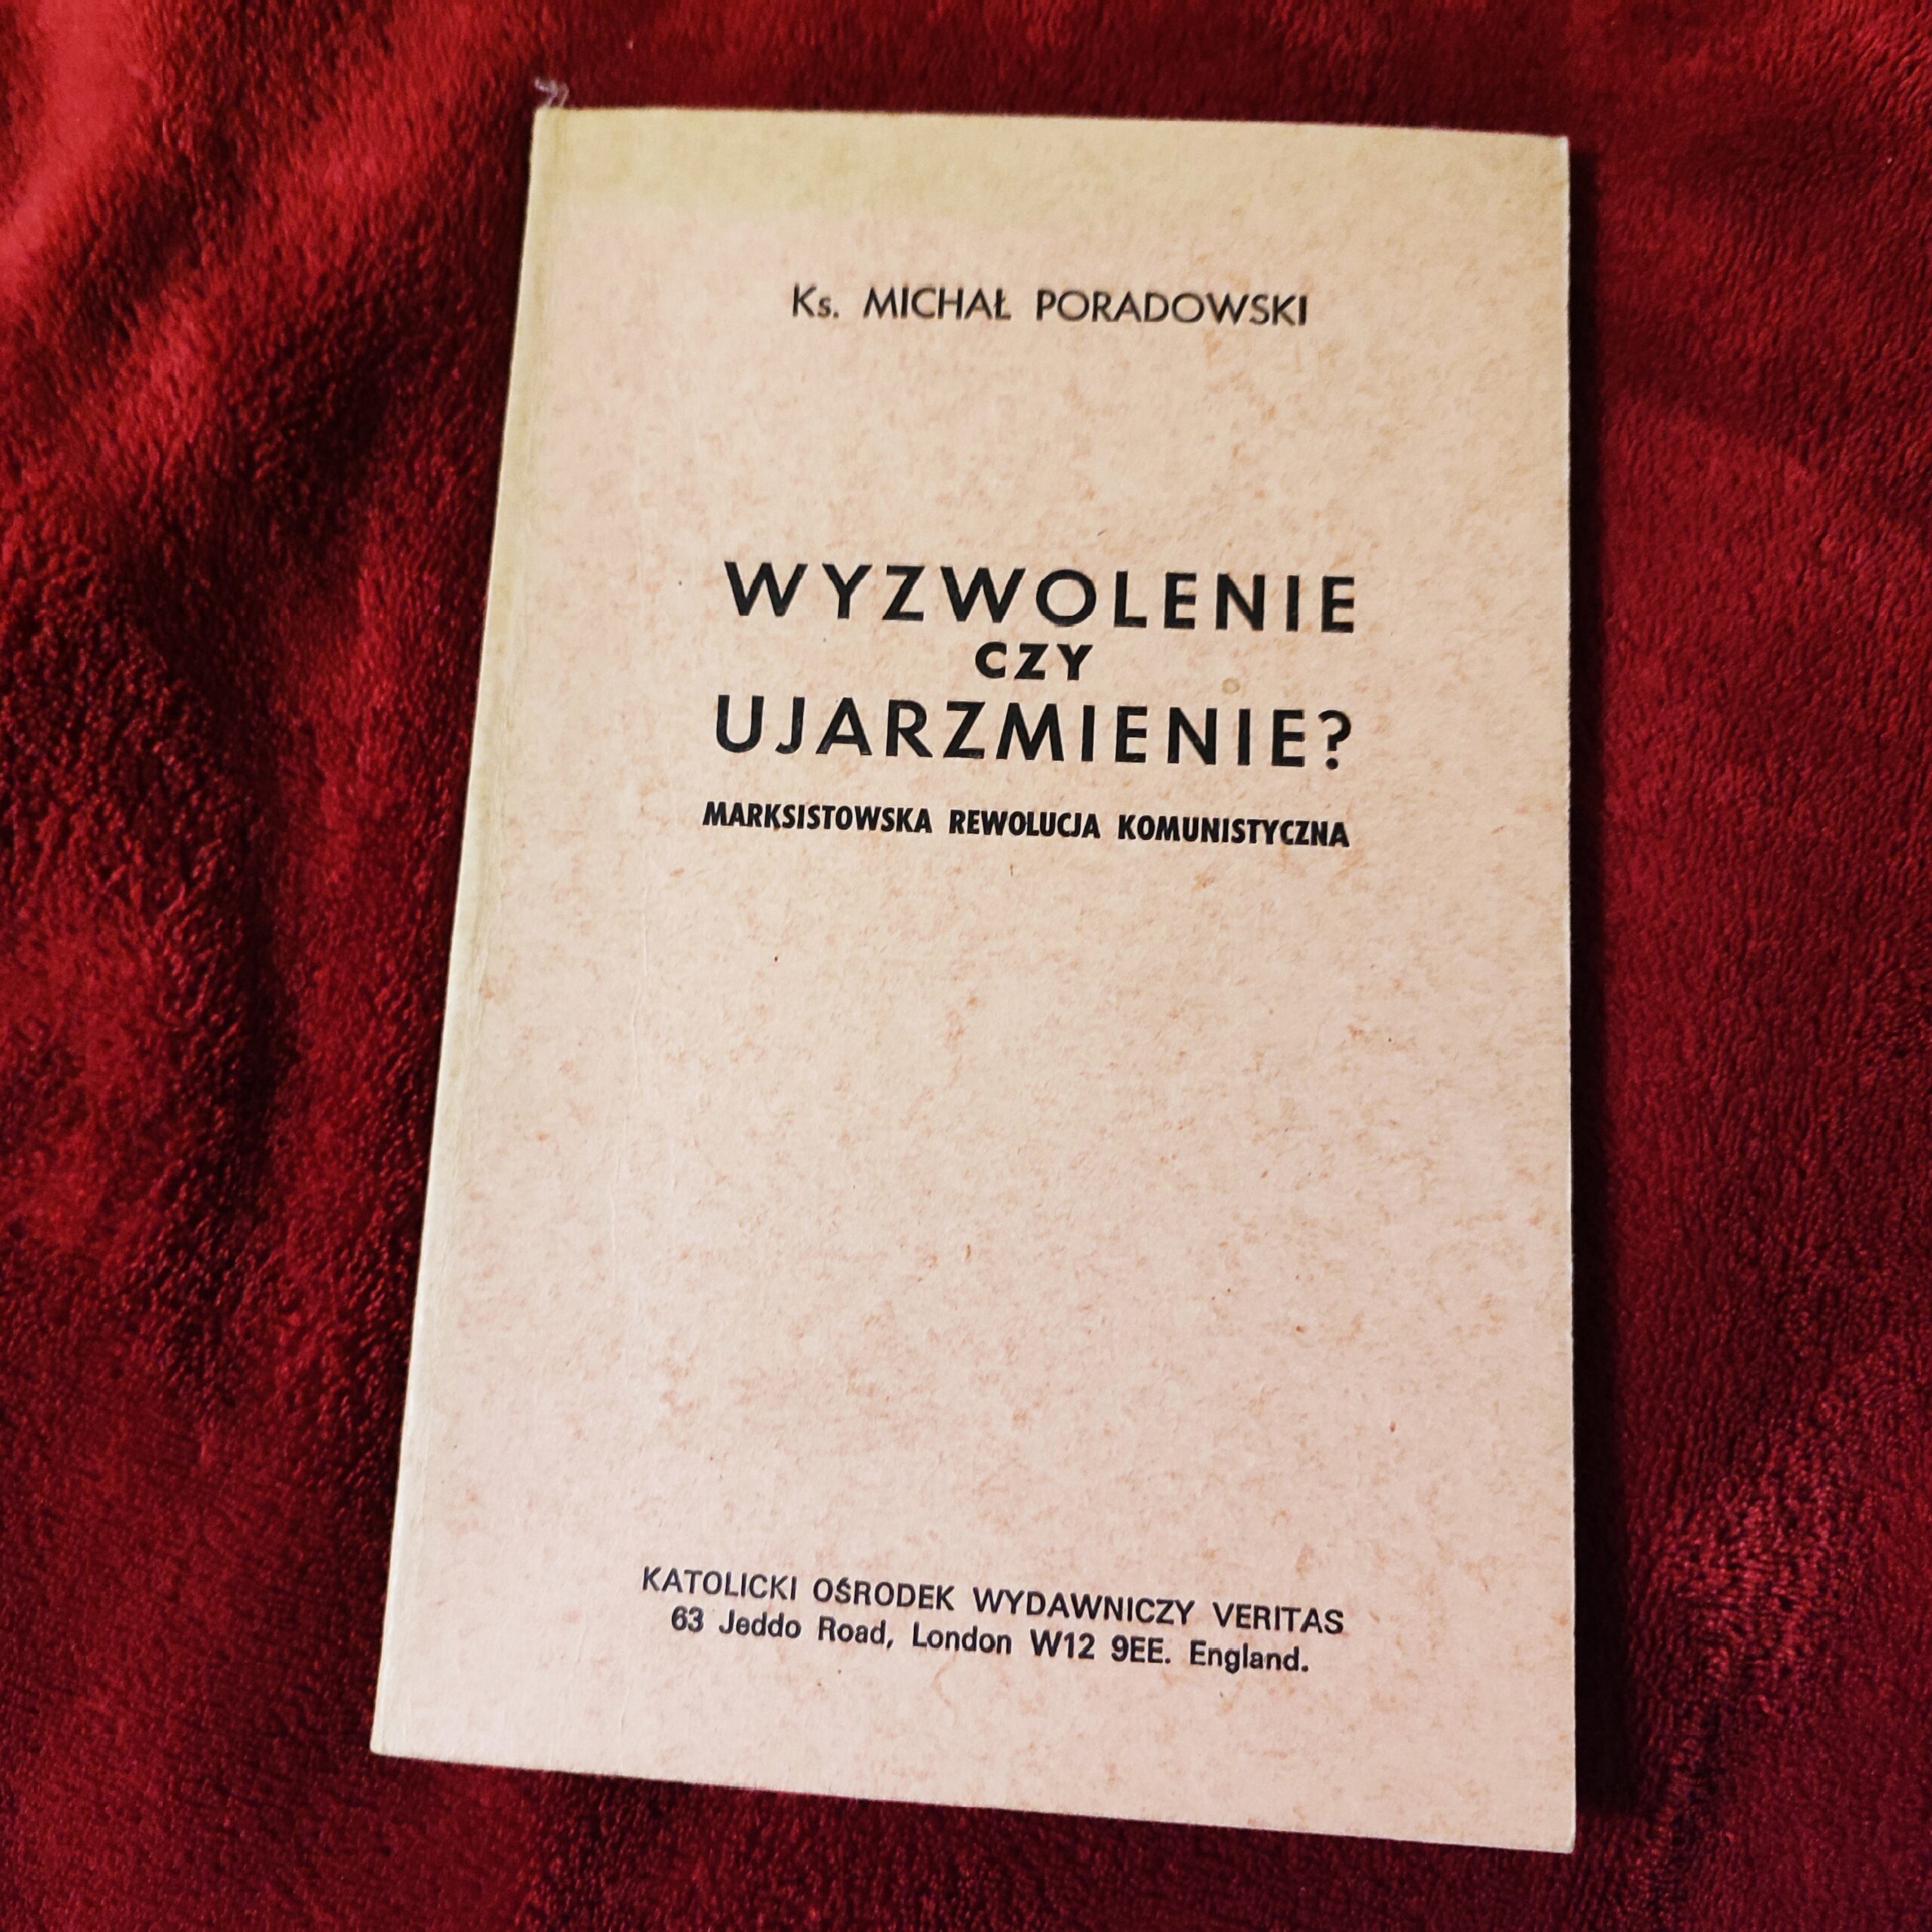 Ks. MICHAŁ PORADOWSKI
WYZWOLENIE
CZY
UJARZMIENIE?
MARKSISTOWSKA REWOLUCJA KOMUNISTYCZNA
KATOLICKI OŚRODEK WYDAWNICZY VERITAS
63 Jeddo Road, London W12 9EE. England.